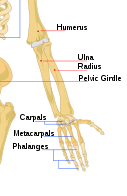 Humerus
Ulna
Radius
Pelvic Girdle
Carpals
Metacarpals
Phalanges